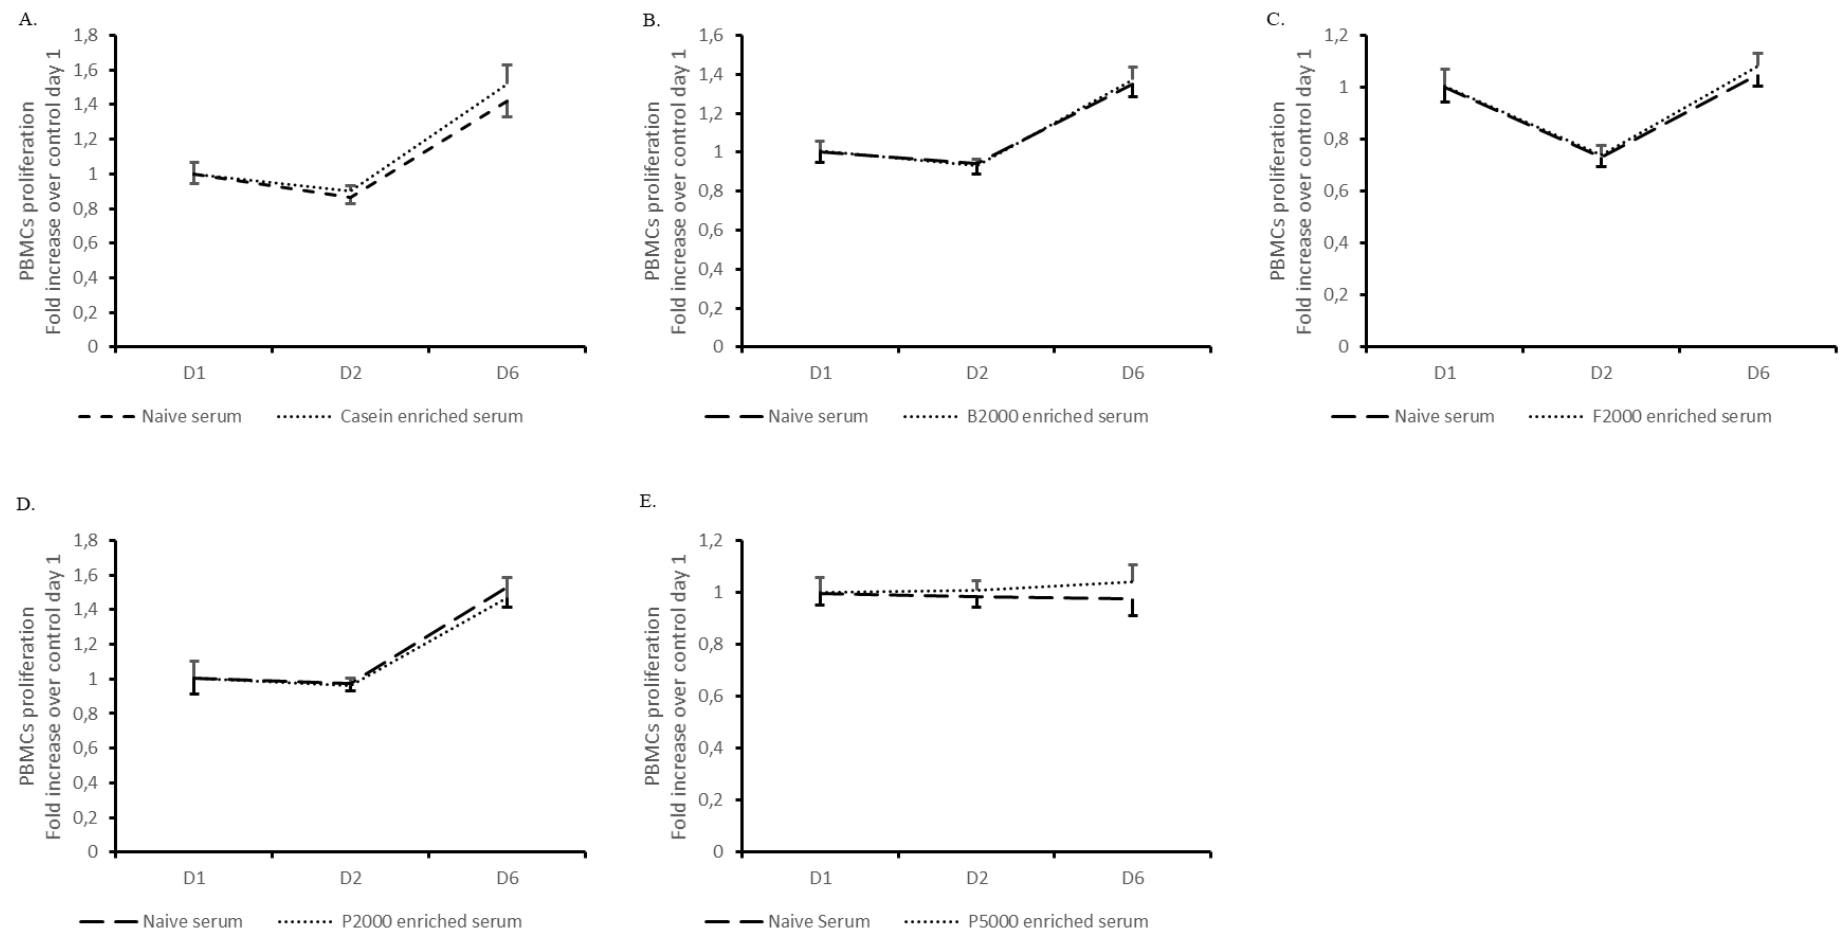 A.
PBMCs proliferation
Fold increase over control day 1
1,8
1,6
1,4
1,2
1
0,8
0,6
0,4
0,2
0
D1 D2 D6
Naive serum Casein enriched serum
B.
PBMCs proliferation
Fold increase over control day 1
1,6
1,4
1,2
1
0,8
0,6
0,4
0,2
0
D1 D2 D6
Naive serum B2000 enriched serum
C.
PBMCs proliferation
Fold increase over control day 1
1,2
1
0,8
0,6
0,4
0,2
0
D1 D2 D6
Naive serum F2000 enriched serum
D.
PBMCs proliferation
Fold increase over control day 1
1,8
1,6
1,4
1,2
1
0,8
0,6
0,4
0,2
0
D1 D2 D6
Naive serum P2000 enriched serum
E.
PBMCs proliferation
Fold increase over control day 1
1,2
1
0,8
0,6
0,4
0,2
0
D1 D2 D6
Naive Serum P5000 enriched serum